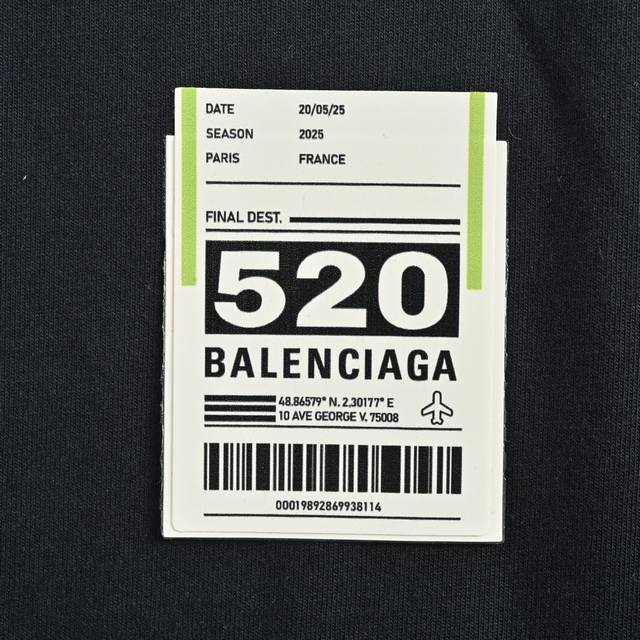 DATE 20/05/25
SEASON 2025
PARIS FRANCE
FINAL DEST.
520
BALENCIAGA
48.86579° N, 2.30177° E
10 AVE GEORGE V. 75008
00019892869938114